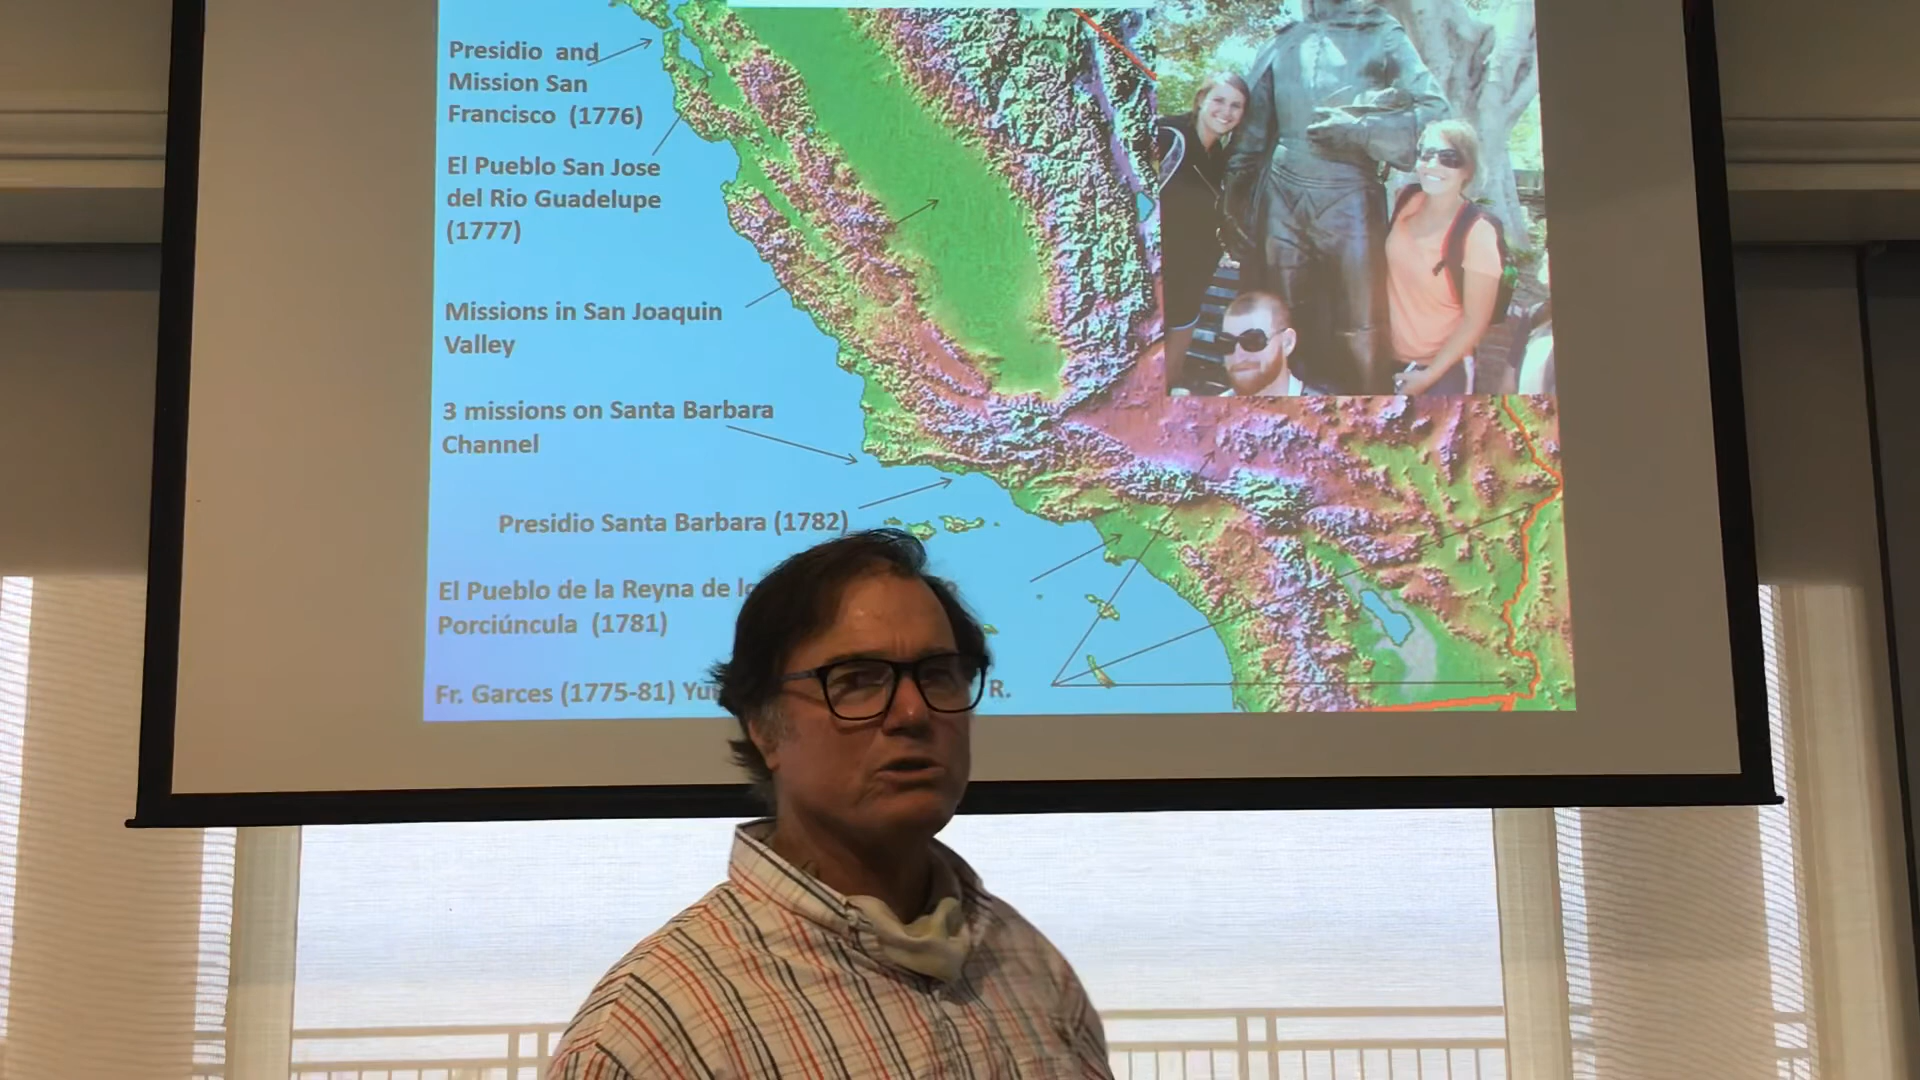 Presidio and
Mission San
Francisco (1776)
El Pueblo San Jose
del Rio Guadelupe
(1777)
Missions in San Joaquin
Valley
3 missions on Santa Barbara
Channel
Presidio Santa Barbara (1782)
El Pueblo de la Reyna de
Porciúncula (1781)
Fr. Garces (1775-81) R.